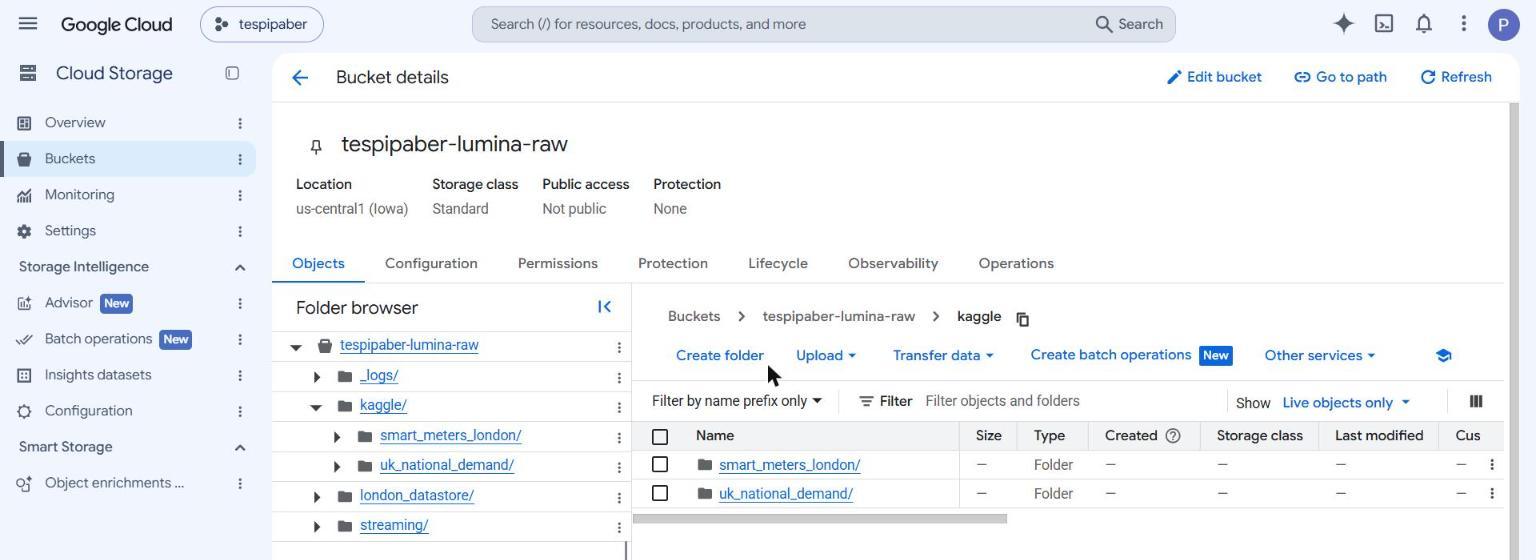 Google Cloud
tespipaber
Search (/) for resources, docs, products, and more
Search
P
Cloud Storage
Overview
Buckets
Monitoring
Settings
Storage Intelligence
Advisor New
Batch operations New
Insights datasets
Configuration
Smart Storage
Object enrichments ...
Bucket details
Edit bucket
Go to path
Refresh
tespipaber-lumina-raw
Location Storage class Public access Protection
us-central1 (Iowa) Standard Not public None
Objects Configuration Permissions Protection Lifecycle Observability Operations
Folder browser
tespipaber-lumina-raw
_logs/
kaggle/
smart_meters_london/
uk_national_demand/
london_datastore/
streaming/
Buckets > tespipaber-lumina-raw > kaggle
Create folder Upload Transfer data Create batch operations New Other services
Filter by name prefix only Filter Filter objects and folders Show Live objects only
Name Size Type Created Storage class Last modified Cus
smart_meters_london/ — Folder — — — —
uk_national_demand/ — Folder — — — —